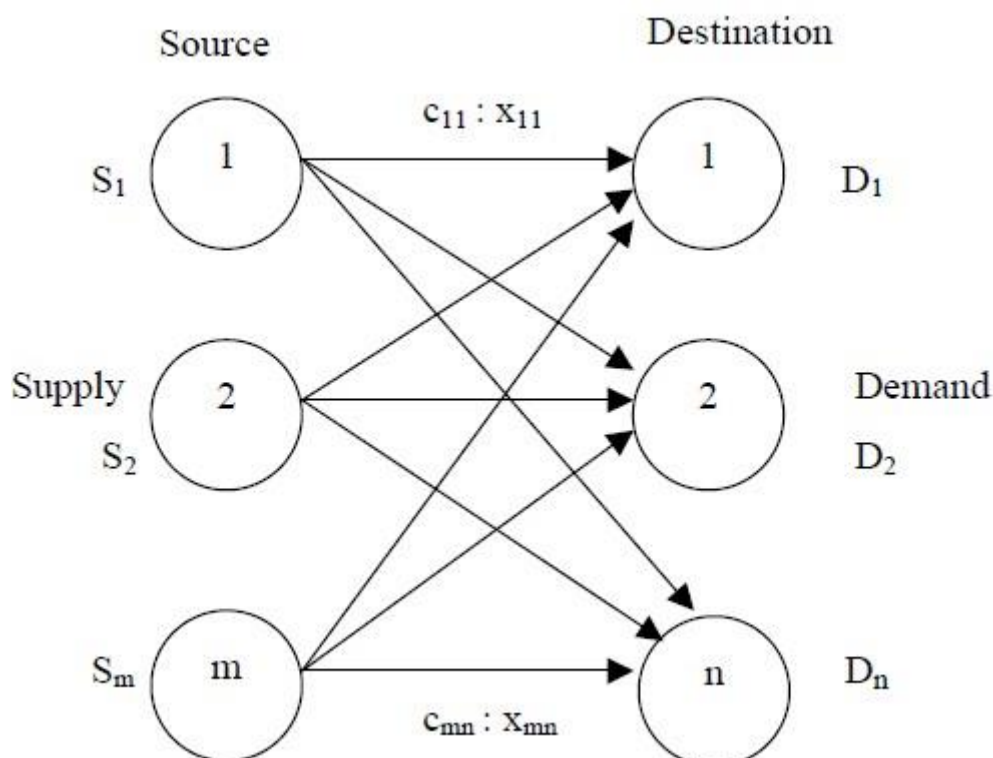 Source
Destination
c₁₁ : x₁₁
1
1
S₁
D₁
Supply
2
2
Demand
S₂
D₂
Sₘ
m
n
Dₙ
cₘₙ : xₘₙ